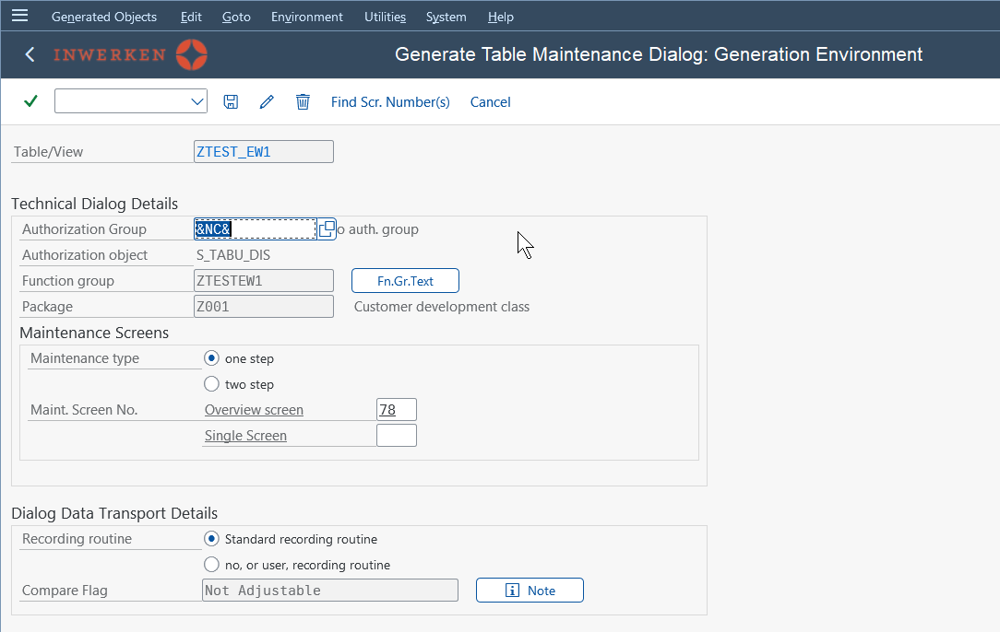 Generated Objects Edit Goto Environment Utilities System Help
INWERKEN Generate Table Maintenance Dialog: Generation Environment
Find Scr. Number(s) Cancel
Table/View ZTEST_EW1
Technical Dialog Details
Authorization Group &NC& o auth. group
Authorization object S_TABU_DIS
Function group ZTESTEW1 Fn.Gr.Text
Package Z001 Customer development class
Maintenance Screens
Maintenance type one step
two step
Maint. Screen No. Overview screen 78
Single Screen
Dialog Data Transport Details
Recording routine Standard recording routine
no, or user, recording routine
Compare Flag Not Adjustable Note